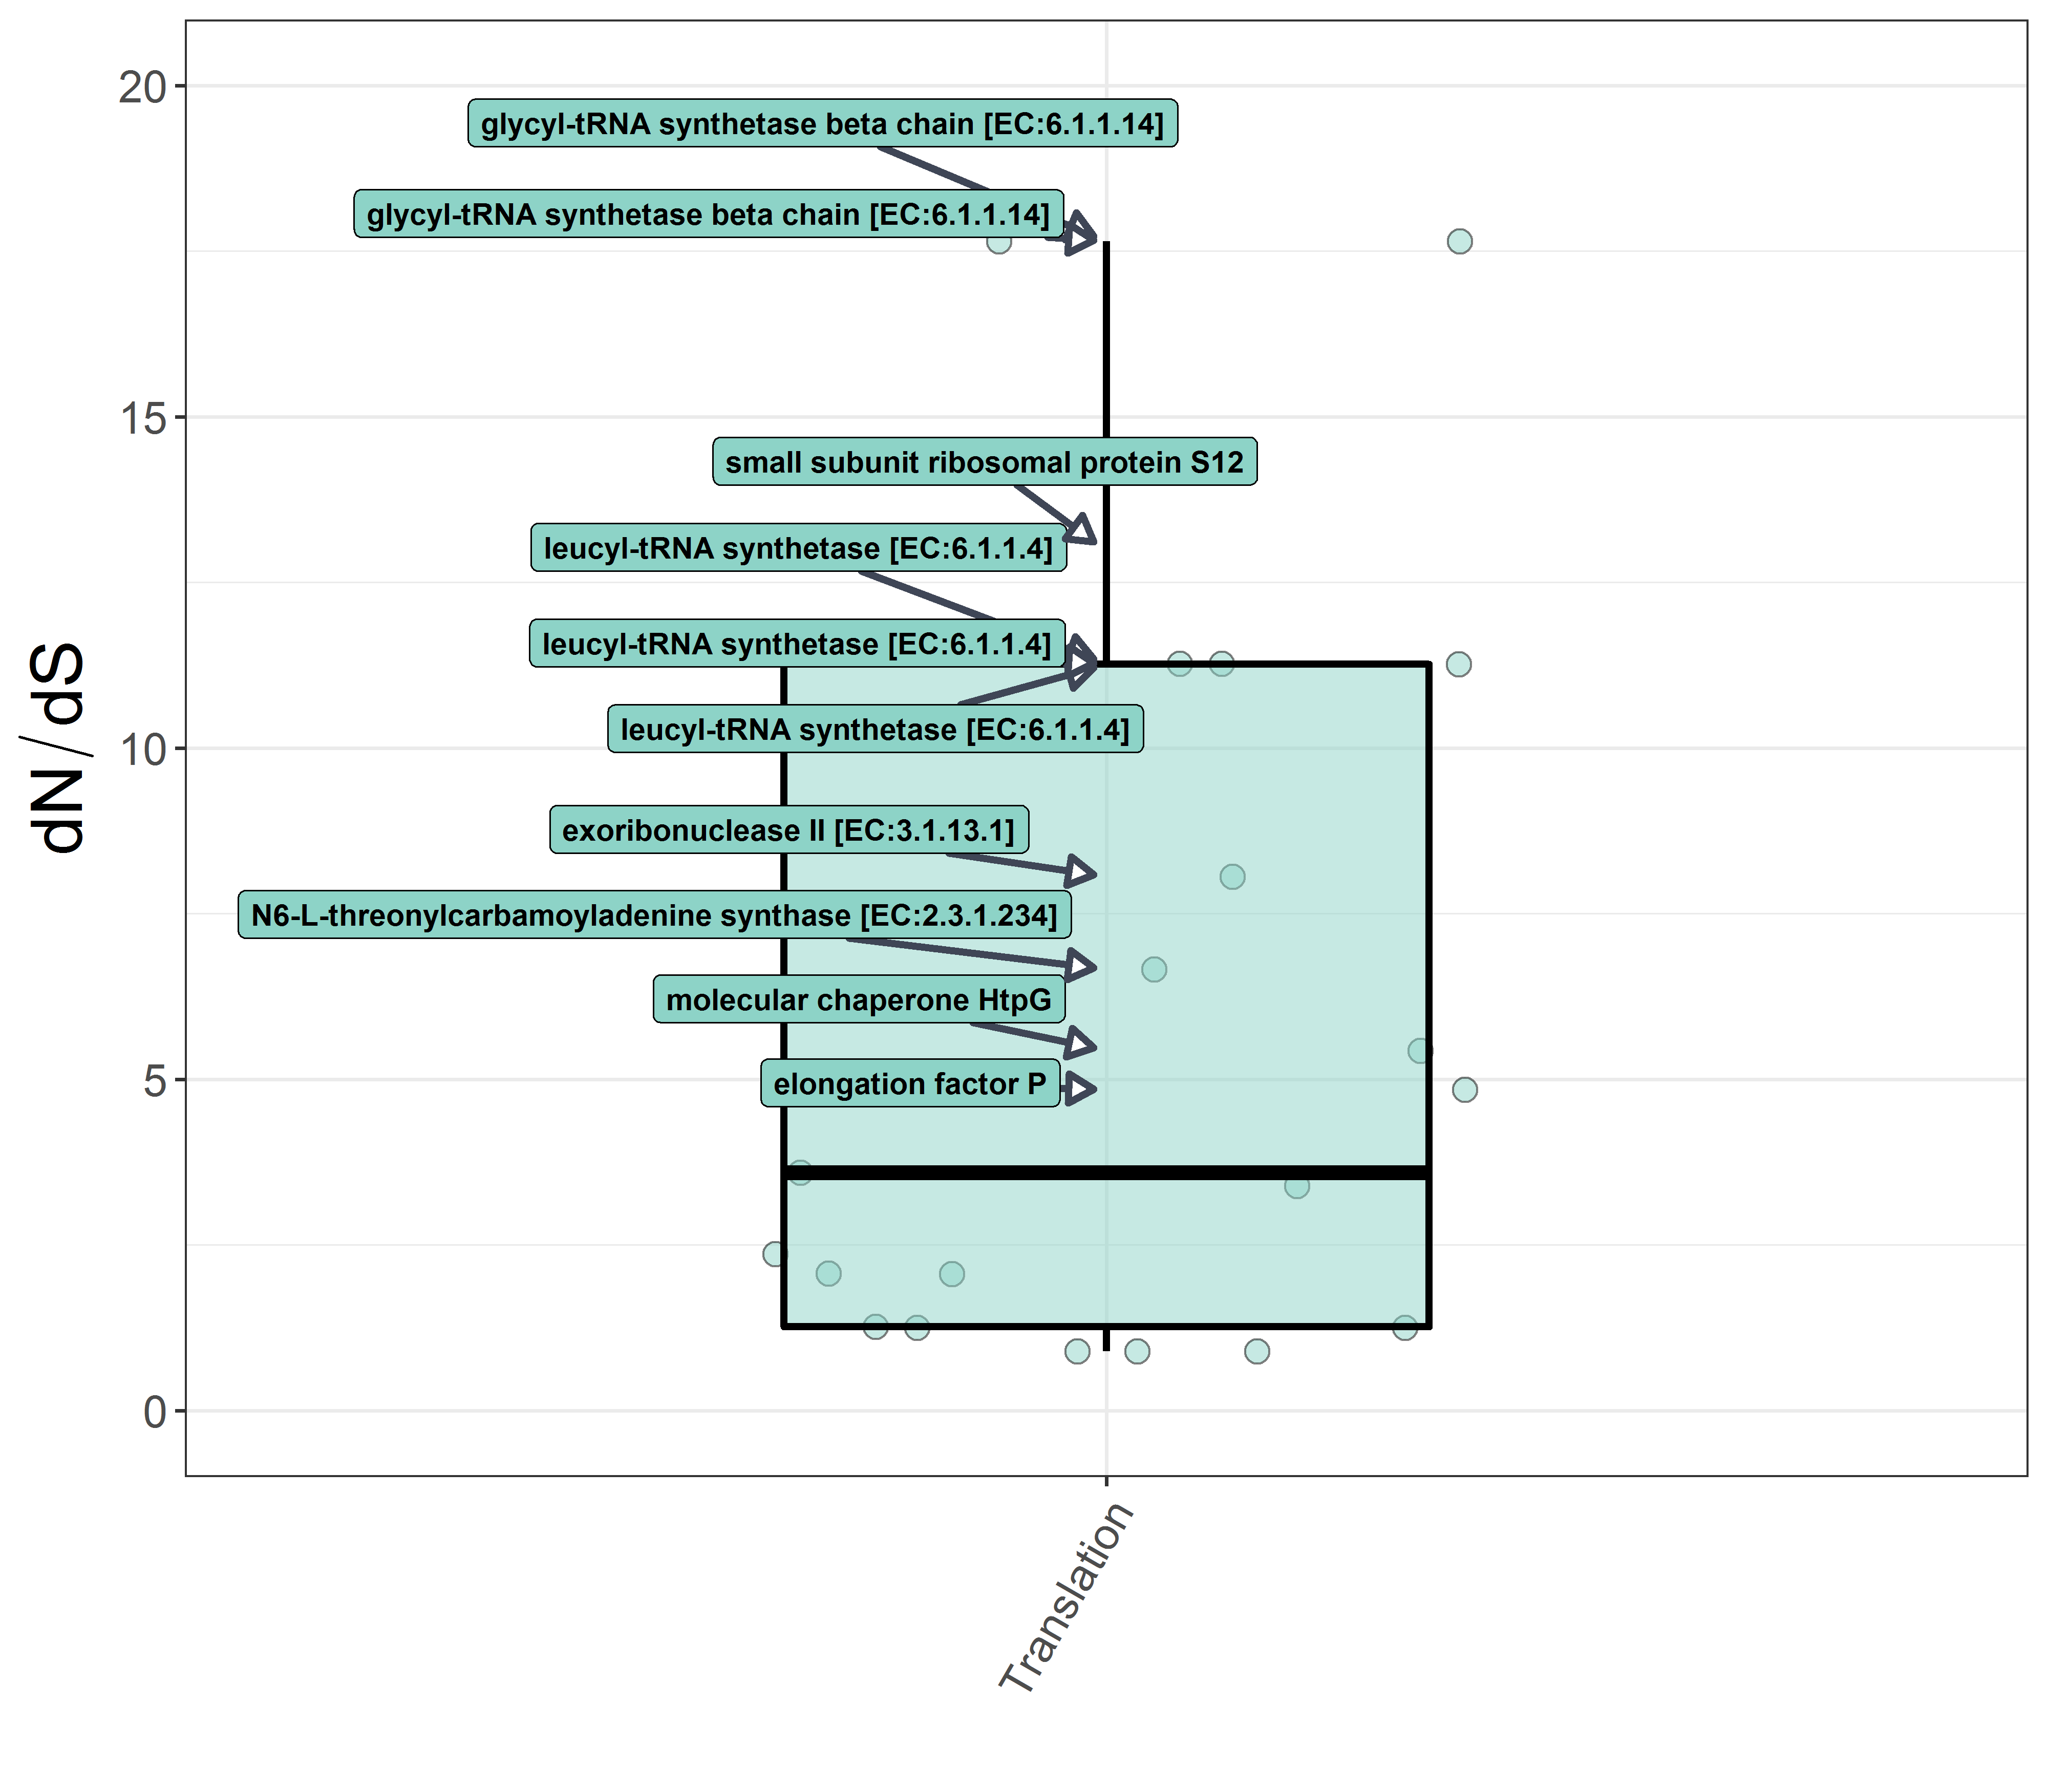 20
glycyl-tRNA synthetase beta chain [EC:6.1.1.14]
glycyl-tRNA synthetase beta chain [EC:6.1.1.14]
15
small subunit ribosomal protein S12
leucyl-tRNA synthetase [EC:6.1.1.4]
leucyl-tRNA synthetase [EC:6.1.1.4]
leucyl-tRNA synthetase [EC:6.1.1.4]
10
dN / dS
exoribonuclease II [EC:3.1.13.1]
N6-L-threonylcarbamoyladenine synthase [EC:2.3.1.234]
molecular chaperone HtpG
5
elongation factor P
0
Translation